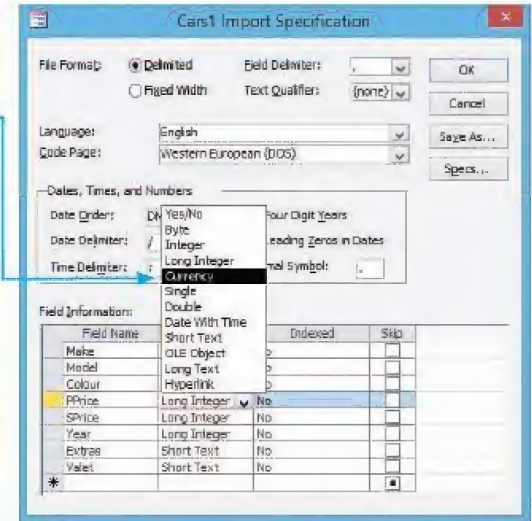 Cars1 Import Specification
File Format: Delimited Field Delimiter: , OK
Fixed Width Text Qualifier: {none} Cancel
Language: English Save As...
Code Page: Western European (DOS) Specs...
Dates, Times, and Numbers
Date Order: Yes/No Four Digit Years
Byte
Date Delimiter: / Integer Leading Zeros in Dates
Long Integer
Time Delimiter: : Currency mal Symbol: .
Single
Double
Field Information: Date With Time
Field Name Short Text Indexed Skip
Make OLE Object
Model Long Text
Colour Hyperlink
PPrice Long Integer No
SPrice Long Integer No
Year Long Integer No
Extras Short Text No
Valet Short Text No
*